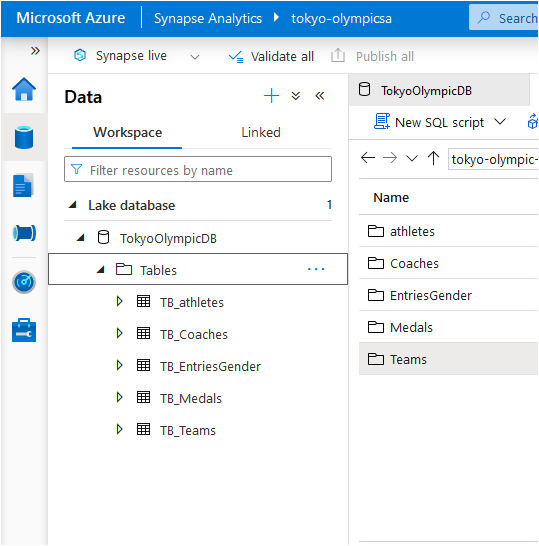 Microsoft Azure Synapse Analytics tokyo-olympicsa Search
Synapse live Validate all Publish all
Data
Workspace Linked
Filter resources by name
Lake database 1
TokyoOlympicDB
Tables
TB_athletes
TB_Coaches
TB_EntriesGender
TB_Medals
TB_Teams
TokyoOlympicDB
New SQL script
tokyo-olympic-
Name
athletes
Coaches
EntriesGender
Medals
Teams